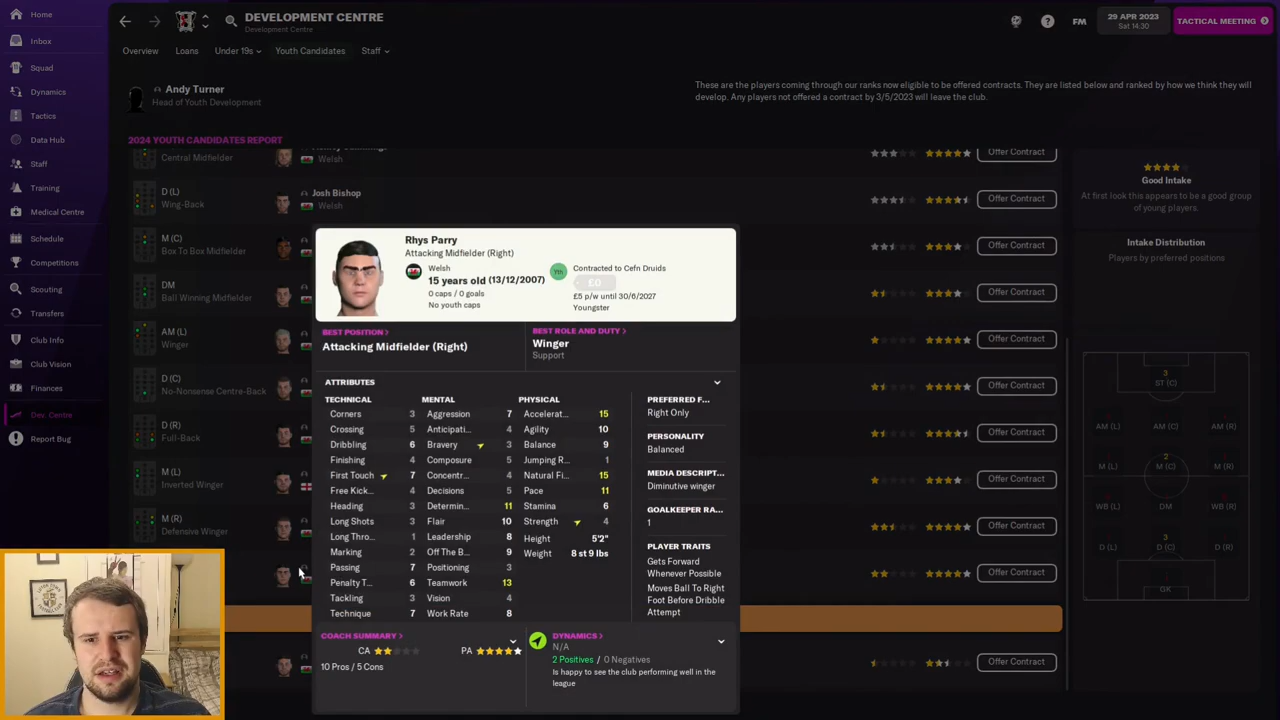 Home
Inbox
Squad
Dynamics
Tactics
Data Hub
Staff
Training
Medical Centre
Schedule
Competitions
Scouting
Transfers
Club Info
Club Vision
Finances
Dev. Centre
Report Bug
DEVELOPMENT CENTRE
Development Centre
FM
29 APR 2023
Sat 14:30
TACTICAL MEETING
Overview
Loans
Under 19s
Youth Candidates
Staff
Andy Turner
Head of Youth Development
These are the players coming through our ranks now eligible to be offered contracts. They are listed below and ranked by how we think they will
develop. Any players not offered a contract by 3/5/2023 will leave the club.
2024 YOUTH CANDIDATES REPORT
Central Midfielder
Welsh
Offer Contract
D (L)
Wing-Back
Josh Bishop
Welsh
Offer Contract
M (C)
Box To Box Midfielder
Offer Contract
DM
Ball Winning Midfielder
Offer Contract
AM (L)
Winger
Offer Contract
D (C)
No-Nonsense Centre-Back
Offer Contract
D (R)
Full-Back
Offer Contract
M (L)
Inverted Winger
Offer Contract
M (R)
Defensive Winger
Offer Contract
Offer Contract
Offer Contract
Good Intake
At first look this appears to be a good group
of young players.
Intake Distribution
Players by preferred positions
3
ST (C)
AM (L) AM (C) AM (R)
2
M (L) M (C) M (R)
WB (L) DM WB (R)
3
D (L) D (C) D (R)
1
GK
Rhys Parry
Attacking Midfielder (Right)
Welsh
15 years old (13/12/2007)
0 caps / 0 goals
No youth caps
Yth
Contracted to Cefn Druids
£0
£5 p/w until 30/6/2027
Youngster
BEST POSITION
Attacking Midfielder (Right)
BEST ROLE AND DUTY
Winger
Support
ATTRIBUTES
TECHNICAL
Corners 3
Crossing 5
Dribbling 6
Finishing 4
First Touch 7
Free Kick... 4
Heading 3
Long Shots 3
Long Thro... 1
Marking 2
Passing 7
Penalty T... 6
Tackling 3
Technique 7
MENTAL
Aggression 7
Anticipati... 4
Bravery 3
Composure 5
Concentr... 4
Decisions 5
Determin... 11
Flair 10
Leadership 8
Off The B... 9
Positioning 3
Teamwork 13
Vision 4
Work Rate 8
PHYSICAL
Accelerat... 15
Agility 10
Balance 9
Jumping R... 1
Natural Fi... 15
Pace 11
Stamina 6
Strength 4
Height 5'2"
Weight 8 st 9 lbs
PREFERRED F...
Right Only
PERSONALITY
Balanced
MEDIA DESCRIPT...
Diminutive winger
GOALKEEPER RA...
1
PLAYER TRAITS
Gets Forward
Whenever Possible
Moves Ball To Right
Foot Before Dribble
Attempt
COACH SUMMARY
CA
PA
10 Pros / 5 Cons
DYNAMICS
N/A
2 Positives / 0 Negatives
Is happy to see the club performing well in the
league